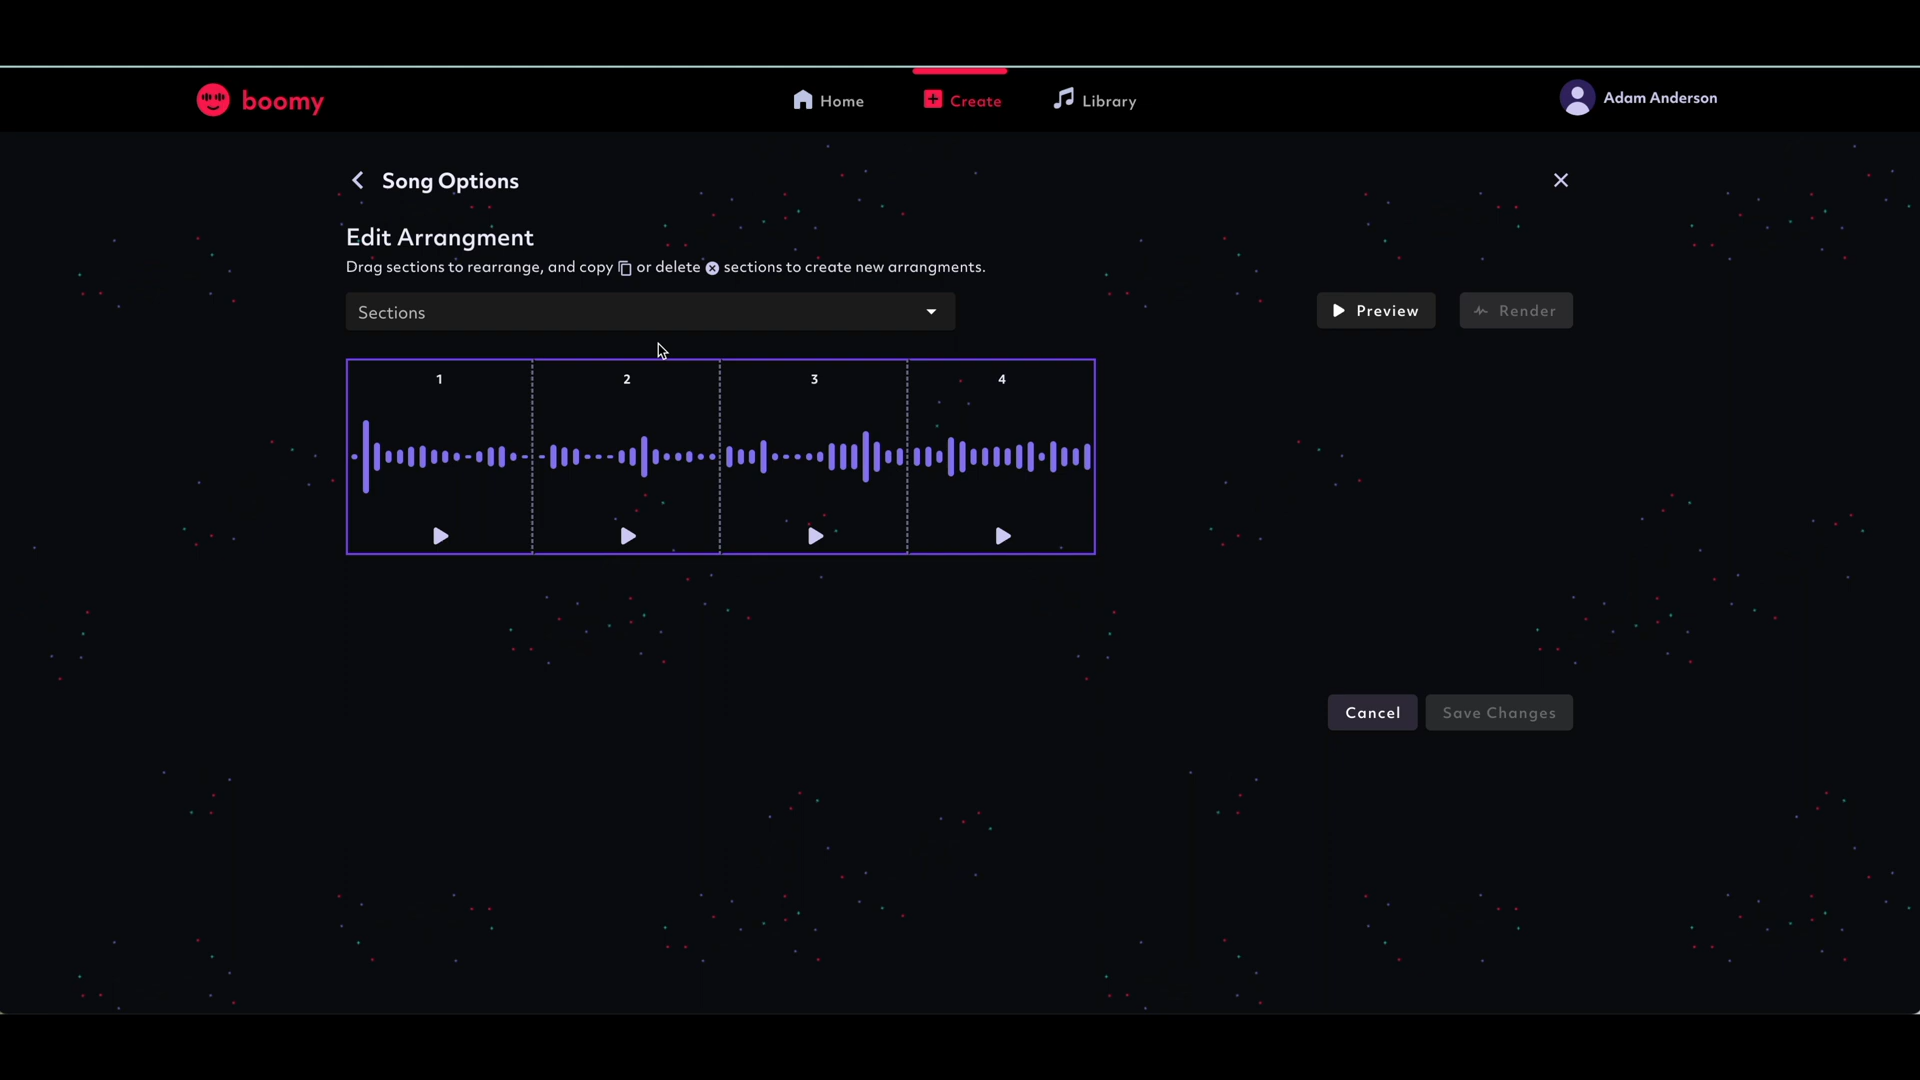 boomy
Home
Create
Library
Adam Anderson
Song Options
Edit Arrangment
Drag sections to rearrange, and copy or delete sections to create new arrangments.
Sections
Preview
Render
1
2
3
4
Cancel
Save Changes